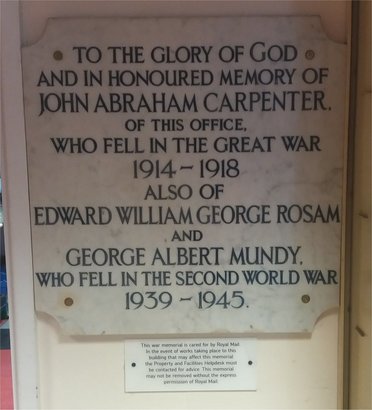 TO THE GLORY OF GOD
AND IN HONOURED MEMORY OF
JOHN ABRAHAM CARPENTER.
OF THIS OFFICE,
WHO FELL IN THE GREAT WAR
1914 – 1918
ALSO OF
EDWARD WILLIAM GEORGE ROSAM
AND
GEORGE ALBERT MUNDY,
WHO FELL IN THE SECOND WORLD WAR
1939 – 1945.
This war memorial is cared for by Royal Mail.
In the event of works taking place to this
building that may affect this memorial
the Property and Facilities Helpdesk must
be contacted for advice. This memorial
may not be removed without the express
permission of Royal Mail.